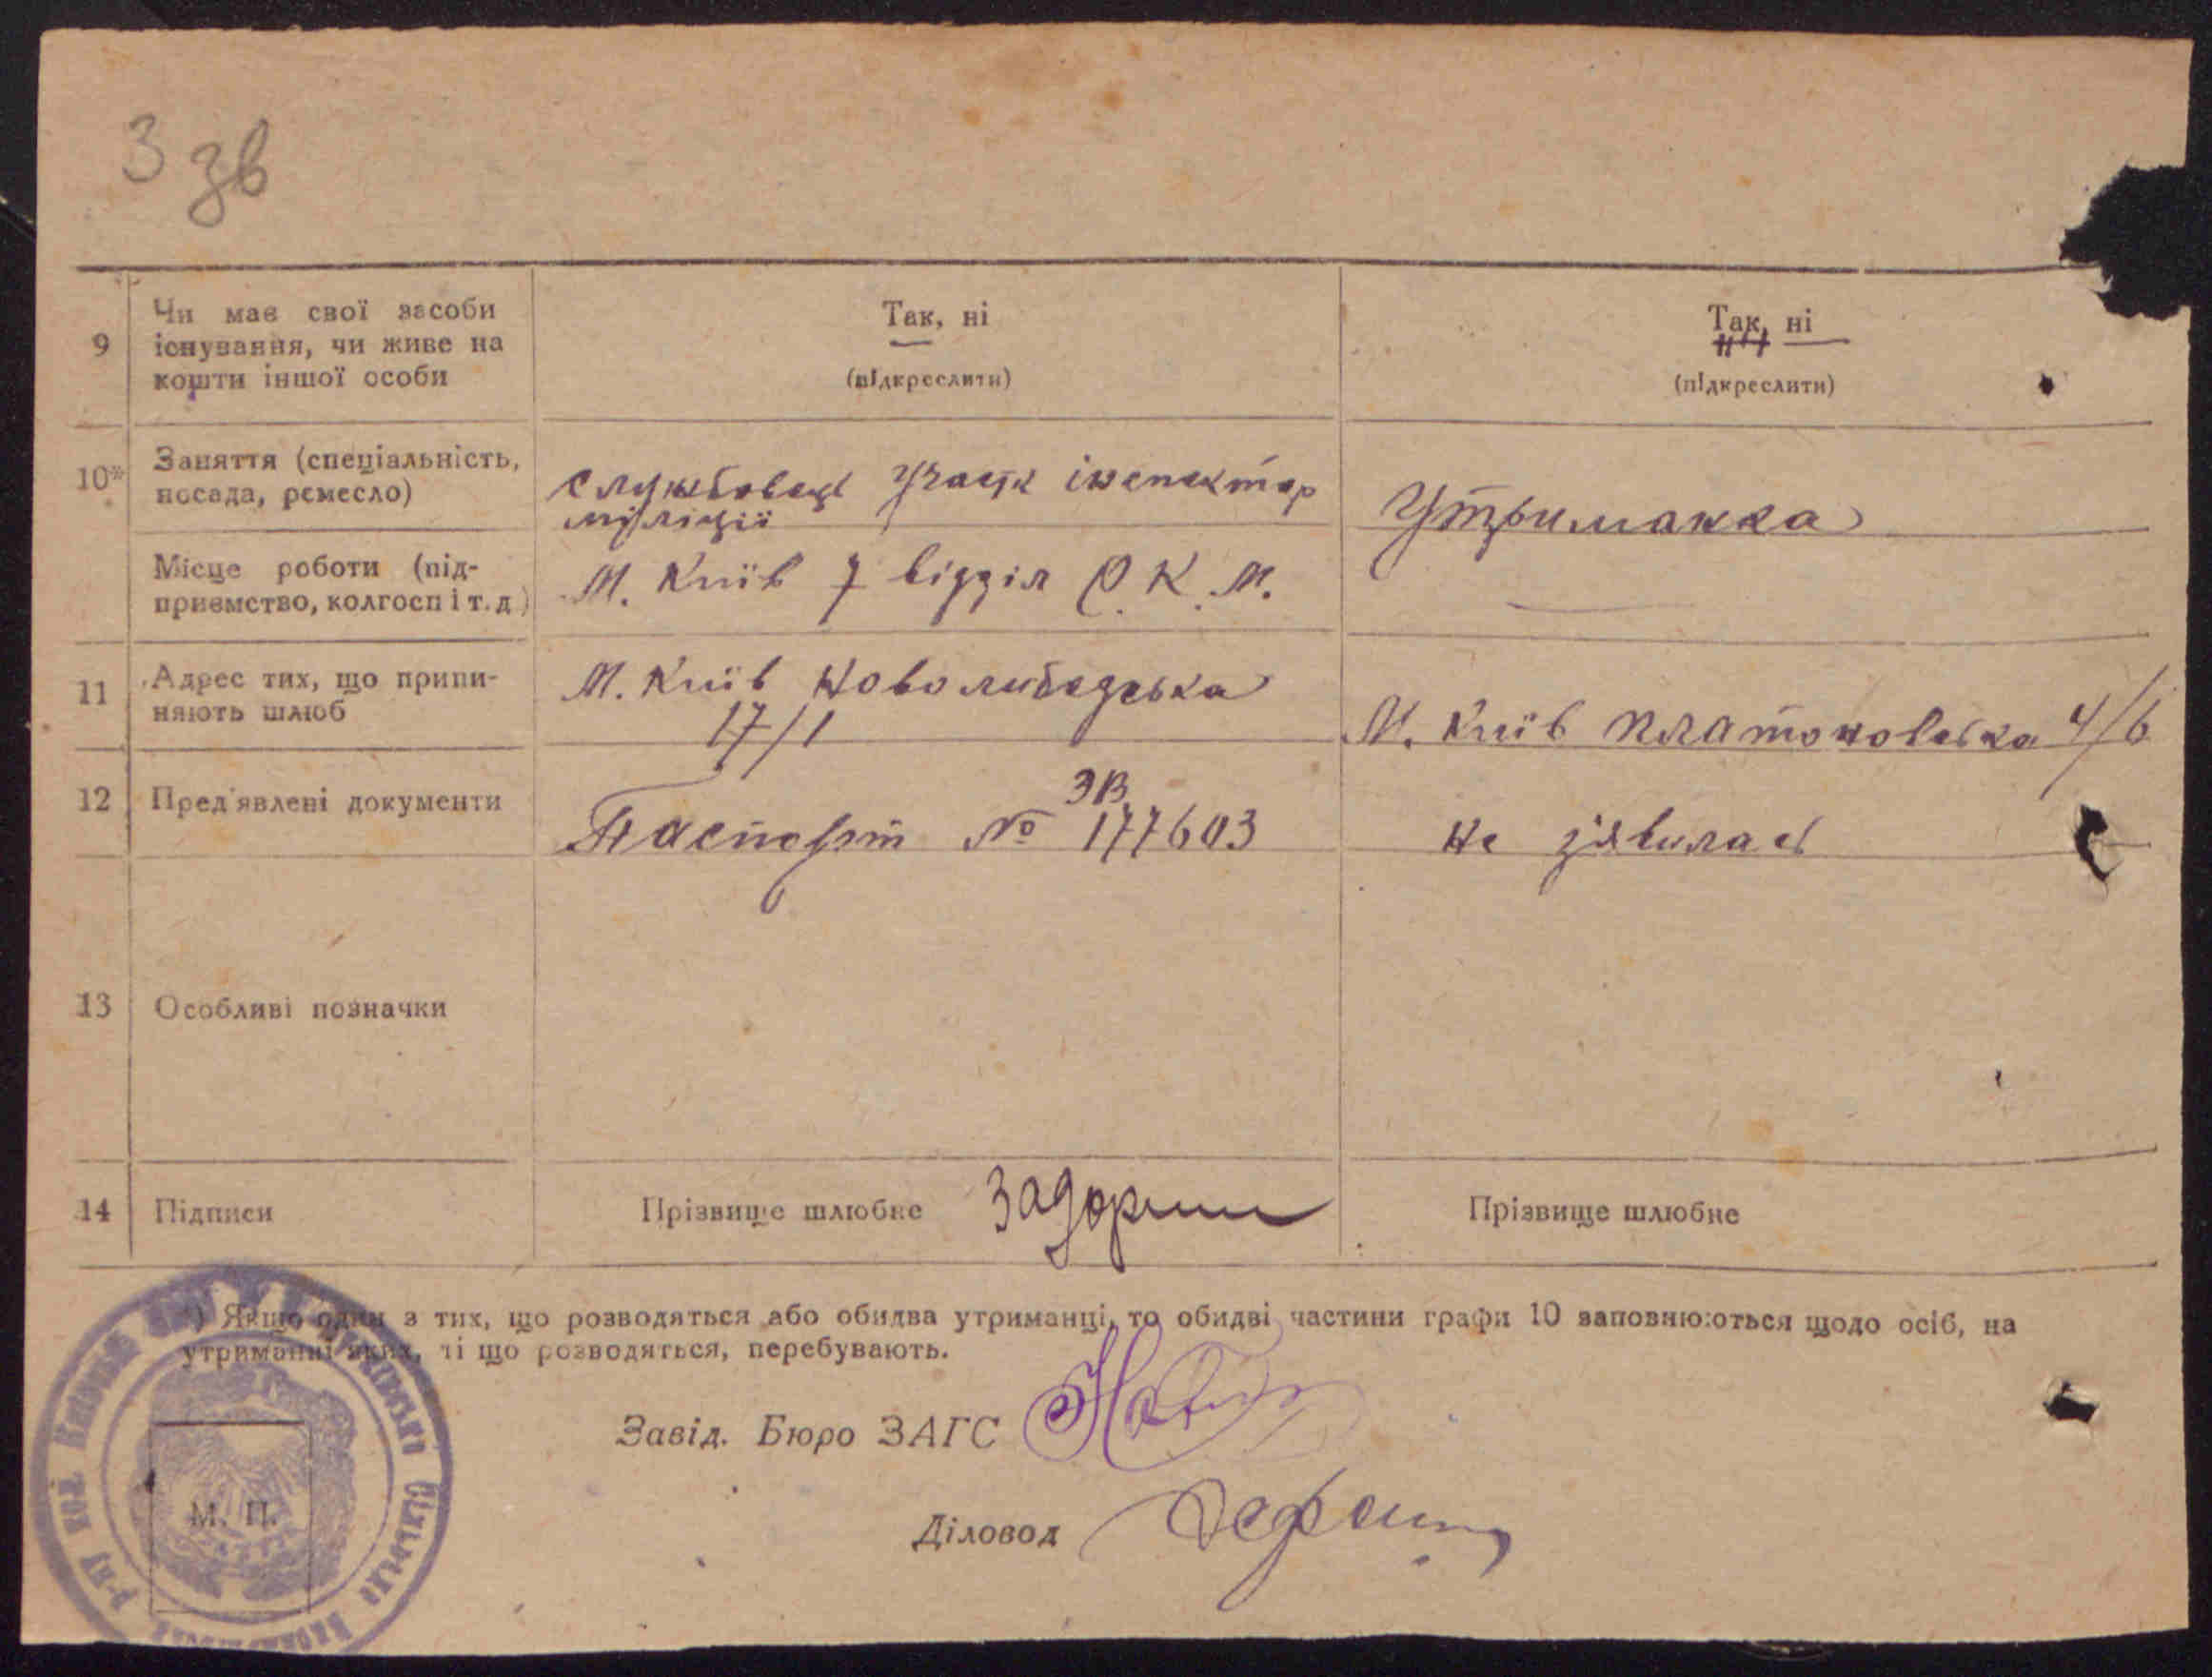 3 зв
9
Чи має свої засоби
існування, чи живе на
кошти іншої особи
Так, ні
(підкреслити)
Так, ні
(підкреслити)
10*
Заняття (спеціальність,
посада, ремесло)
службовець участк інспектор
міліції
Утриманка
Місце роботи (під-
приємство, колгосп і т. д)
М. Київ 7 відділ Р. К. М.
11
Адрес тих, що припи-
няють шлюб
М. Київ Новолибедська
17/1
М. Київ Платоновська 4/6
12
Пред'явлені документи
Паспорт № ЭВ 177603
не зявилась
13
Особливі позначки
14
Підписи
Прізвище шлюбне
Прізвище шлюбне
*) Якщо один з тих, що розводяться або обидва утриманці, то обидві частини графи 10 заповнюються щодо осіб, на
утриманні яких, ті що розводяться, перебувають.
Завід. Бюро ЗАГС
Діловод
М. П.